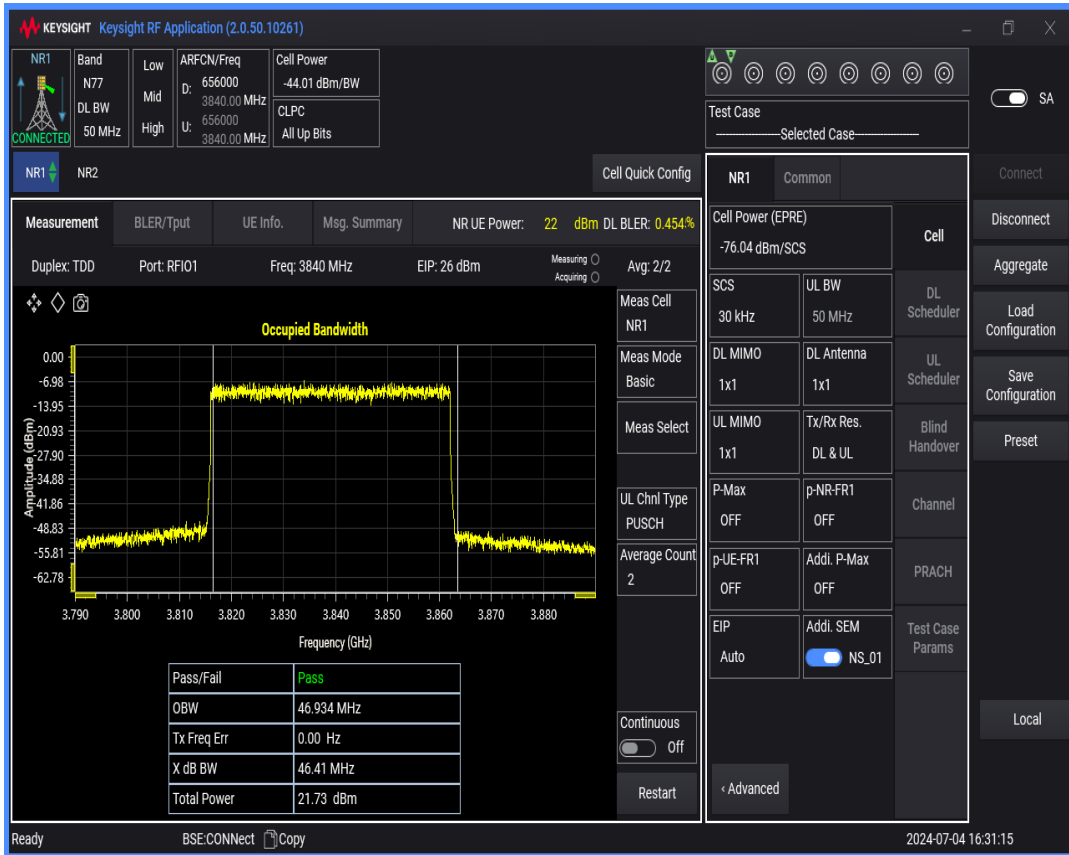 KEYSIGHT Keysight RF Application (2.0.50.10261)
NR1
CONNECTED
Band
N77
DL BW
50 MHz
Low
Mid
High
ARFCN/Freq
D: 656000
3840.00 MHz
U: 656000
3840.00 MHz
Cell Power
-44.01 dBm/BW
CLPC
All Up Bits
Test Case
---Selected Case---
SA
NR1
NR2
Cell Quick Config
Measurement BLER/Tput UE Info. Msg. Summary NR UE Power: 22 dBm DL BLER: 0.454%
Duplex: TDD Port: RFIO1 Freq: 3840 MHz EIP: 26 dBm Measuring Avg: 2/2
Acquiring
Occupied Bandwidth
Amplitude (dBm)
0.00
-6.98
-13.95
-20.93
-27.90
-34.88
-41.86
-48.83
-55.81
-62.78
3.790 3.800 3.810 3.820 3.830 3.840 3.850 3.860 3.870 3.880
Frequency (GHz)
Pass/Fail Pass
OBW 46.934 MHz
Tx Freq Err 0.00 Hz
X dB BW 46.41 MHz
Total Power 21.73 dBm
Meas Cell
NR1
Meas Mode
Basic
Meas Select
UL Chnl Type
PUSCH
Average Count
2
Continuous
Off
Restart
NR1 Common
Cell Power (EPRE)
-76.04 dBm/SCS
SCS
30 kHz
UL BW
50 MHz
DL MIMO
1x1
DL Antenna
1x1
UL MIMO
1x1
Tx/Rx Res.
DL & UL
P-Max
OFF
p-NR-FR1
OFF
p-UE-FR1
OFF
Addi. P-Max
OFF
EIP
Auto
Addi. SEM
NS_01
‹ Advanced
Cell
DL
Scheduler
UL
Scheduler
Blind
Handover
Channel
PRACH
Test Case
Params
Connect
Disconnect
Aggregate
Load
Configuration
Save
Configuration
Preset
Local
Ready BSE:CONNect Copy 2024-07-04 16:31:15